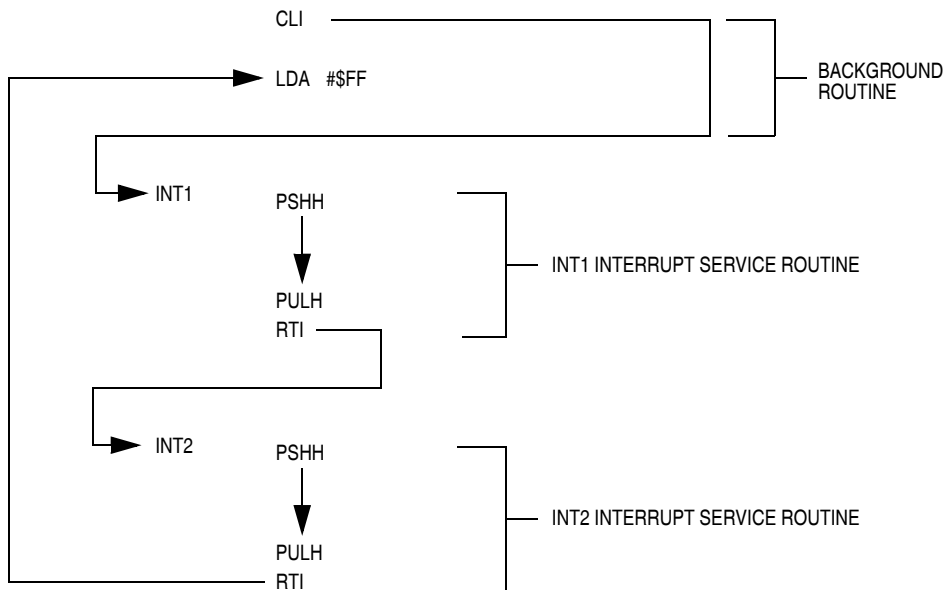 CLI
LDA #$FF
BACKGROUND
ROUTINE
INT1
PSHH
INT1 INTERRUPT SERVICE ROUTINE
PULH
RTI
INT2
PSHH
INT2 INTERRUPT SERVICE ROUTINE
PULH
RTI